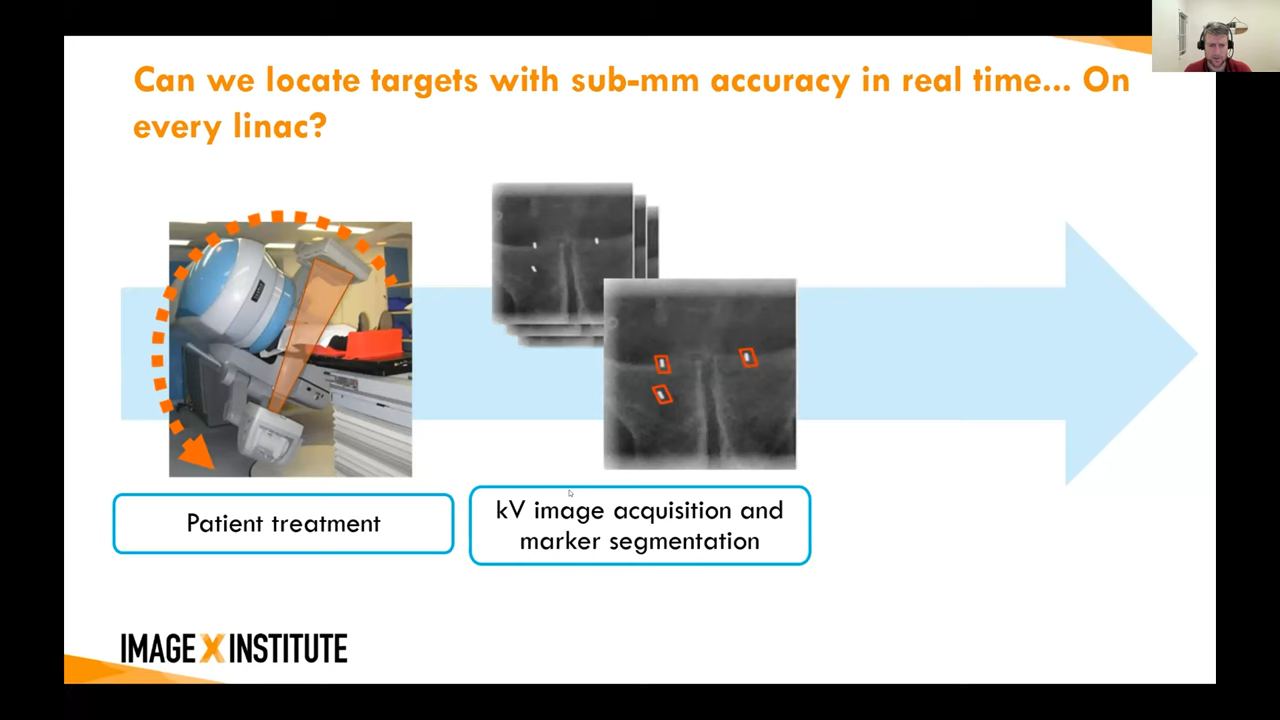 Can we locate targets with sub-mm accuracy in real time... On
every linac?
Patient treatment
kV image acquisition and
marker segmentation
IMAGE X INSTITUTE